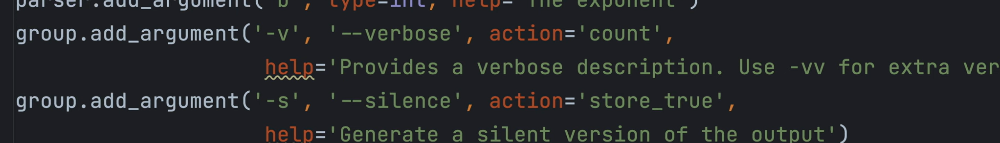 parser.add_argument('b', type=int, help='The exponent')
group.add_argument('-v', '--verbose', action='count',
help='Provides a verbose description. Use -vv for extra ver
group.add_argument('-s', '--silence', action='store_true',
help='Generate a silent version of the output')